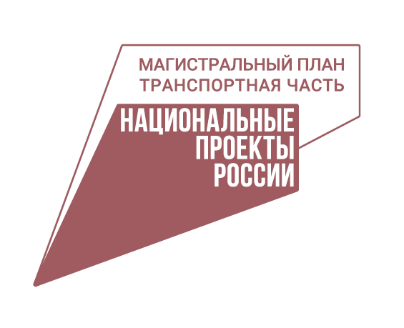 МАГИСТРАЛЬНЫЙ ПЛАН
ТРАНСПОРТНАЯ ЧАСТЬ
НАЦИОНАЛЬНЫЕ
ПРОЕКТЫ
РОССИИ